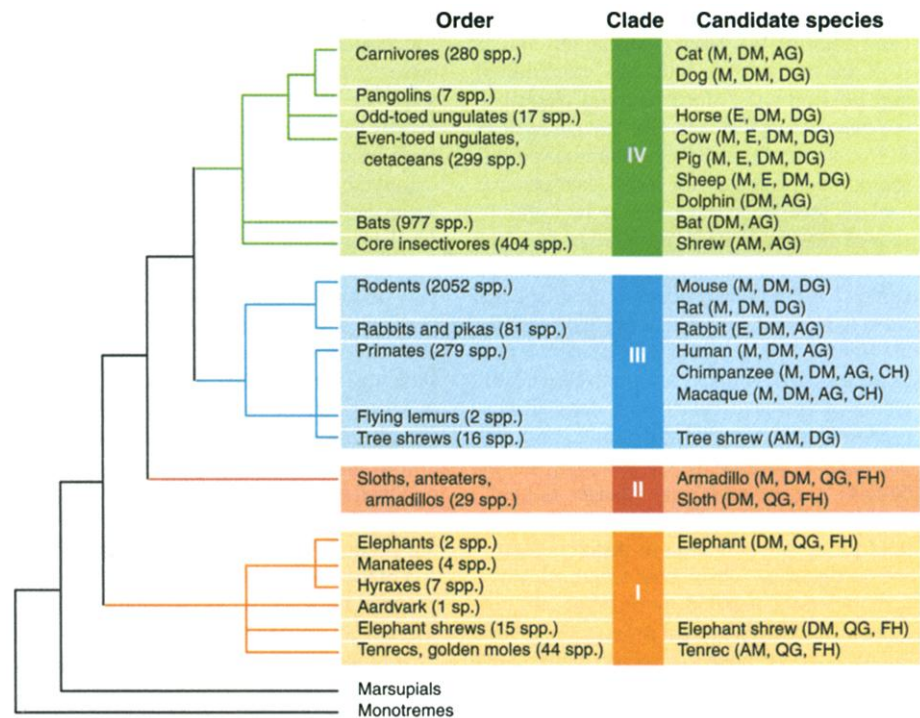 Order Clade Candidate species
Carnivores (280 spp.) Cat (M, DM, AG)
Dog (M, DM, DG)
Pangolins (7 spp.)
Odd-toed ungulates (17 spp.) Horse (E, DM, DG)
Even-toed ungulates, Cow (M, E, DM, DG)
cetaceans (299 spp.) IV Pig (M, E, DM, DG)
Sheep (M, E, DM, DG)
Dolphin (DM, AG)
Bats (977 spp.) Bat (DM, AG)
Core insectivores (404 spp.) Shrew (AM, AG)
Rodents (2052 spp.) Mouse (M, DM, DG)
Rat (M, DM, DG)
Rabbits and pikas (81 spp.) Rabbit (E, DM, AG)
Primates (279 spp.) III Human (M, DM, AG)
Chimpanzee (M, DM, AG, CH)
Macaque (M, DM, AG, CH)
Flying lemurs (2 spp.)
Tree shrews (16 spp.) Tree shrew (AM, DG)
Sloths, anteaters, Armadillo (M, DM, QG, FH)
armadillos (29 spp.) II Sloth (DM, QG, FH)
Elephants (2 spp.) Elephant (DM, QG, FH)
Manatees (4 spp.)
Hyraxes (7 spp.) I
Aardvark (1 sp.)
Elephant shrews (15 spp.) Elephant shrew (DM, QG, FH)
Tenrecs, golden moles (44 spp.) Tenrec (AM, QG, FH)
Marsupials
Monotremes